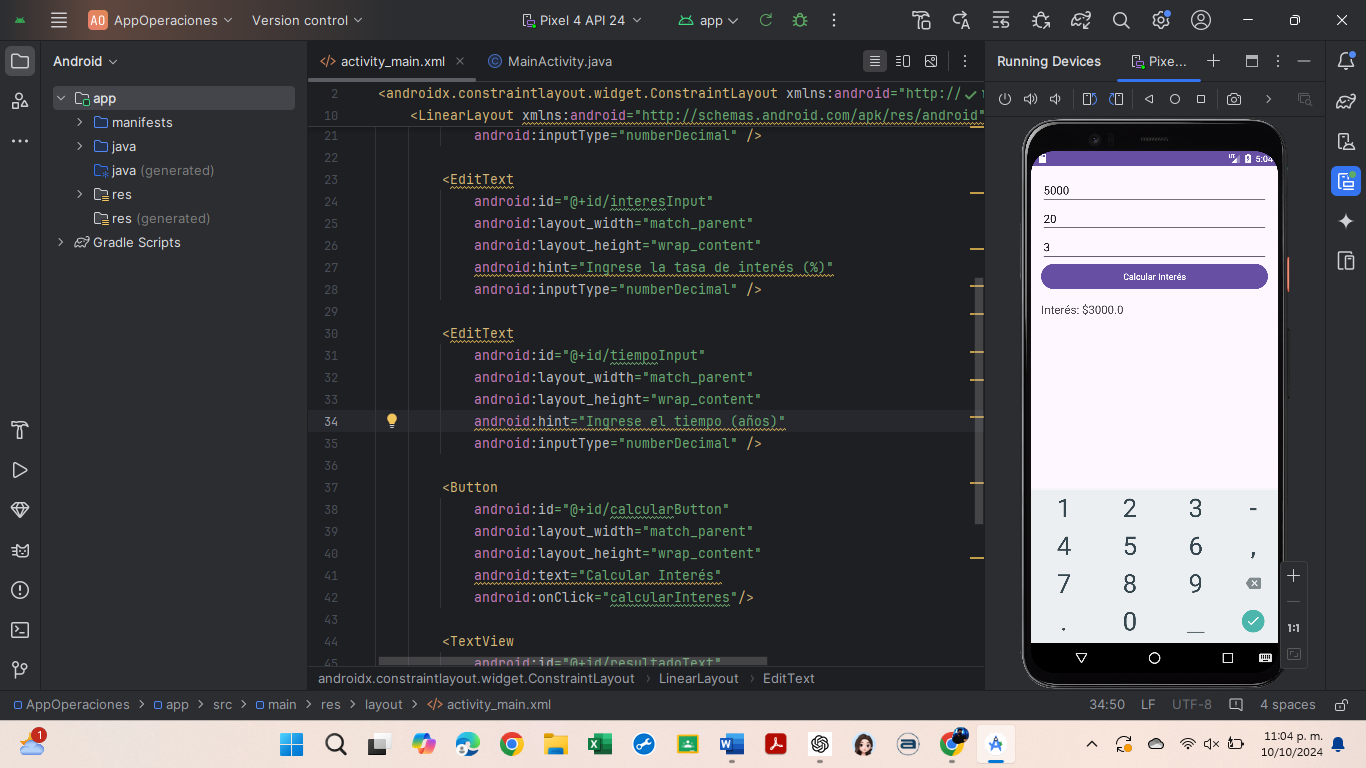 AO AppOperaciones Version control Pixel 4 API 24 app
Android
app
manifests
java
java (generated)
res
res (generated)
Gradle Scripts
activity_main.xml MainActivity.java
2 <androidx.constraintlayout.widget.ConstraintLayout xmlns:android="http://
10 <LinearLayout xmlns:android="http://schemas.android.com/apk/res/android"
21 android:inputType="numberDecimal" />
22
23 <EditText
24 android:id="@+id/interesInput"
25 android:layout_width="match_parent"
26 android:layout_height="wrap_content"
27 android:hint="Ingrese la tasa de interés (%)"
28 android:inputType="numberDecimal" />
29
30 <EditText
31 android:id="@+id/tiempoInput"
32 android:layout_width="match_parent"
33 android:layout_height="wrap_content"
34 android:hint="Ingrese el tiempo (años)"
35 android:inputType="numberDecimal" />
36
37 <Button
38 android:id="@+id/calcularButton"
39 android:layout_width="match_parent"
40 android:layout_height="wrap_content"
41 android:text="Calcular Interés"
42 android:onClick="calcularInteres"/>
43
44 <TextView
45 android:id="@+id/resultadoText"
androidx.constraintlayout.widget.ConstraintLayout LinearLayout EditText
Running Devices Pixe...
5:04
5000
20
3
Calcular Interés
Interés: $3000.0
1 2 3 -
4 5 6 ,
7 8 9
. 0 _
1:1
AppOperaciones app src main res layout activity_main.xml 34:50 LF UTF-8 4 spaces
1
11:04 p. m.
10/10/2024